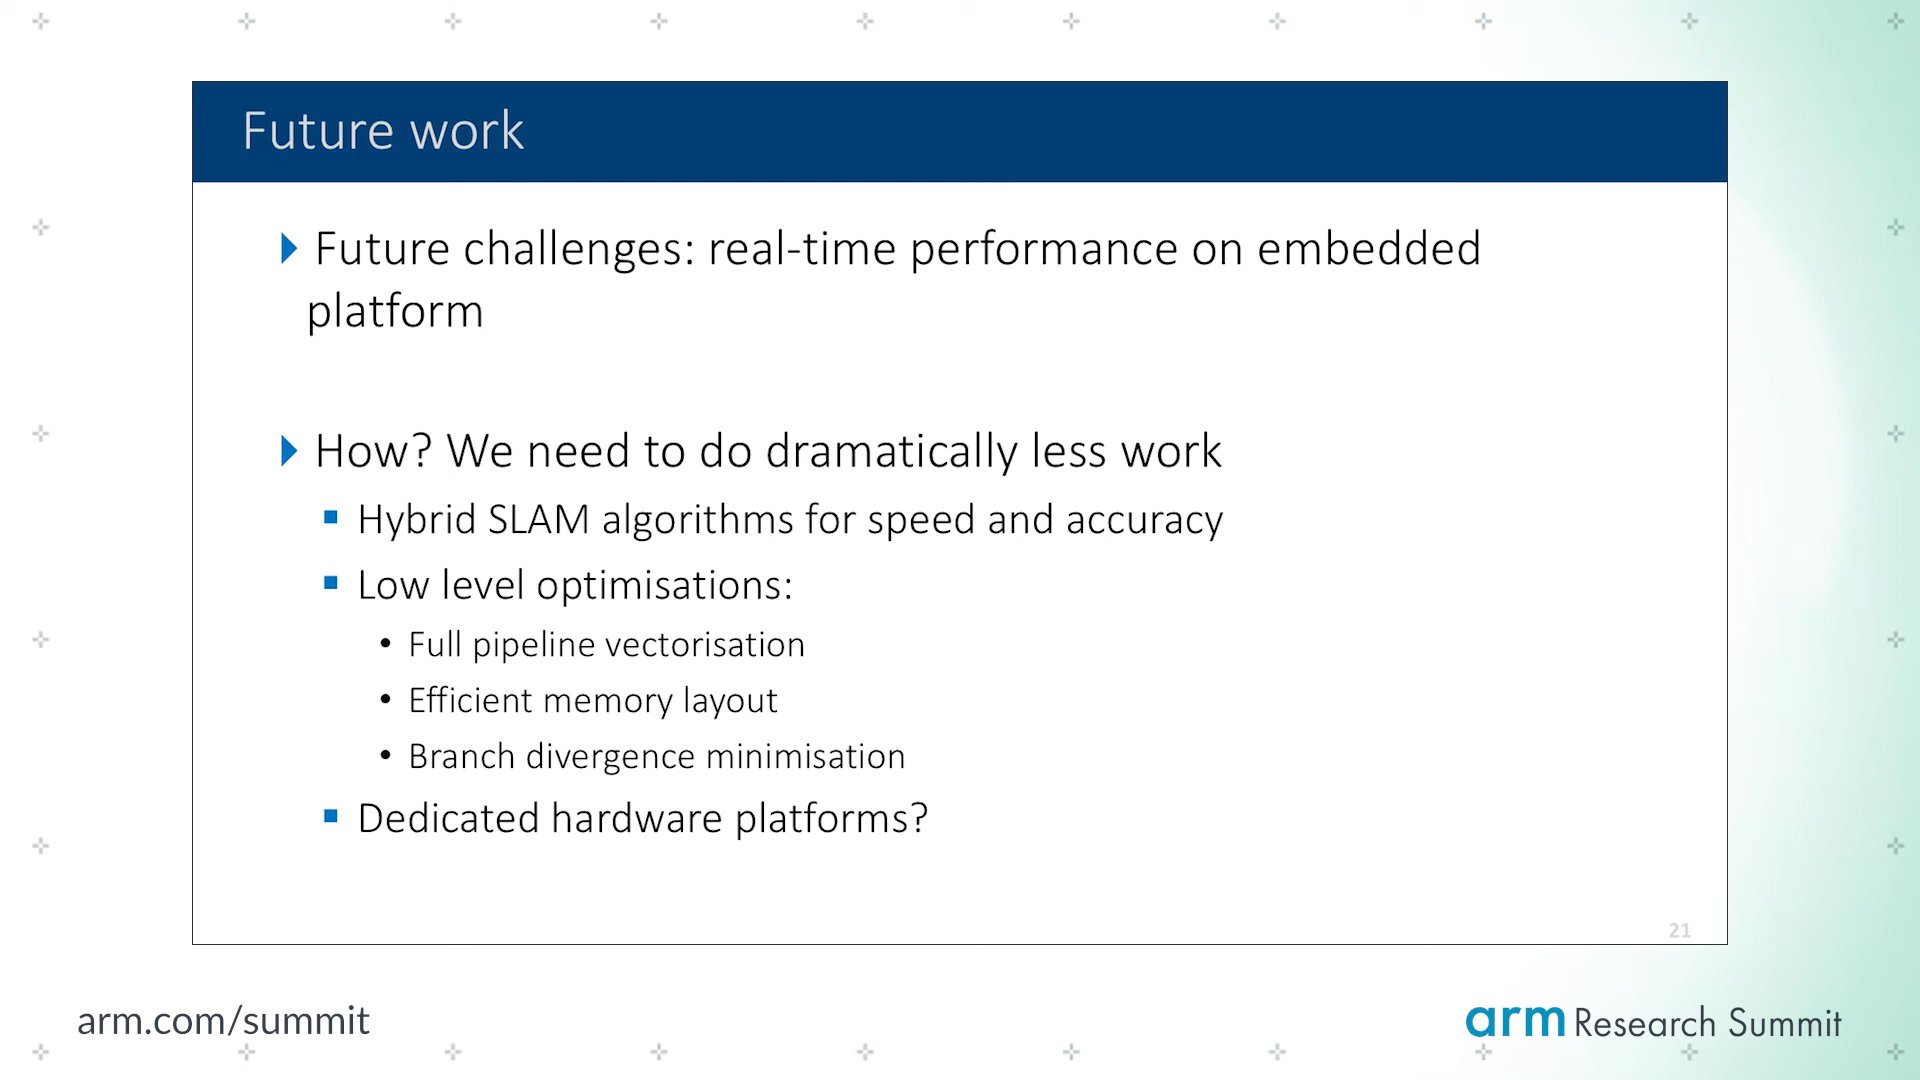 Future work
Future challenges: real-time performance on embedded
platform
How? We need to do dramatically less work
Hybrid SLAM algorithms for speed and accuracy
Low level optimisations:
• Full pipeline vectorisation
• Efficient memory layout
• Branch divergence minimisation
Dedicated hardware platforms?
21
arm.com/summit
arm Research Summit